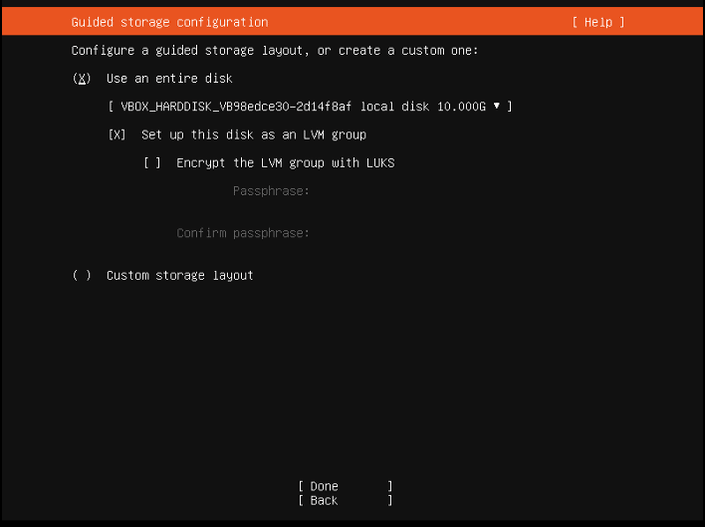 Guided storage configuration [ Help ]
Configure a guided storage layout, or create a custom one:
(X) Use an entire disk
[ VBOX_HARDDISK_VB98edce30-2d14f8af local disk 10.000G ▼ ]
[X] Set up this disk as an LVM group
[ ] Encrypt the LVM group with LUKS
Passphrase:
Confirm passphrase:
( ) Custom storage layout
[ Done ]
[ Back ]